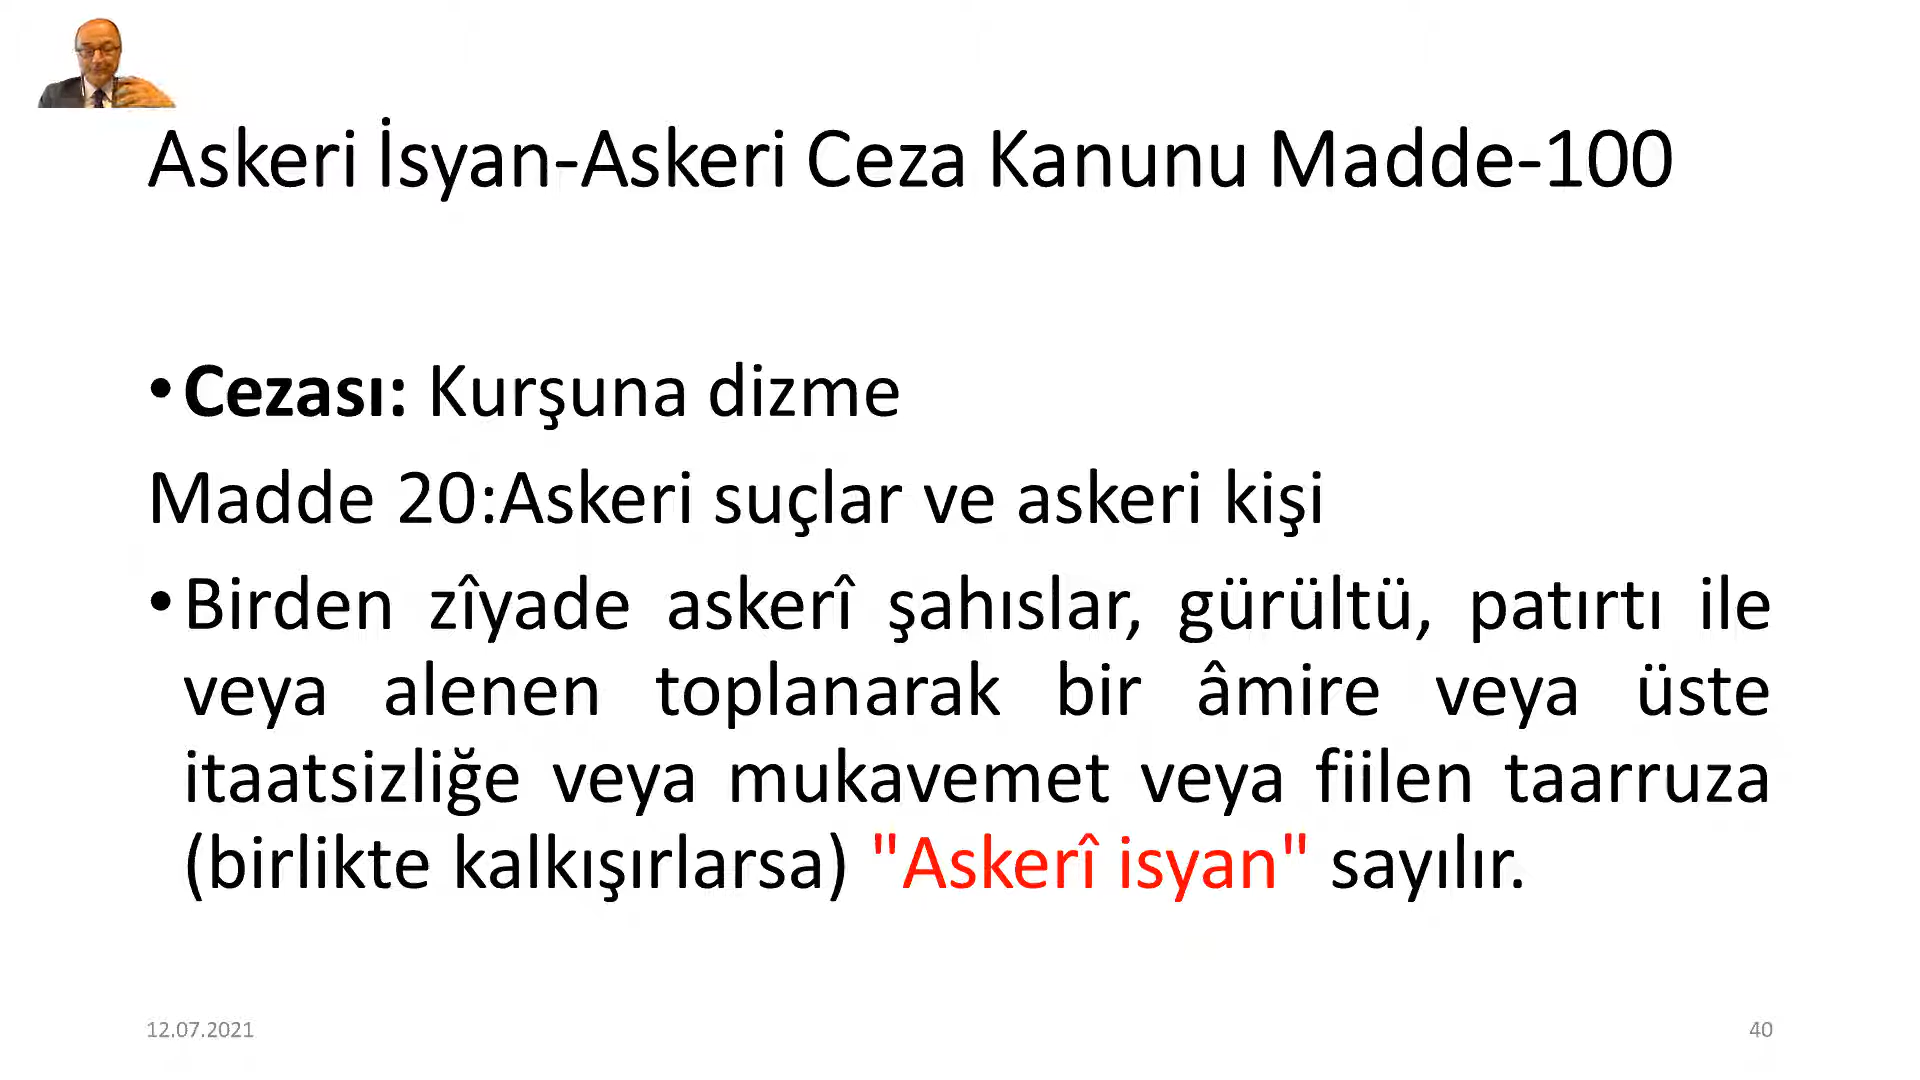 Askeri İsyan-Askeri Ceza Kanunu Madde-100
•Cezası: Kurşuna dizme
Madde 20:Askeri suçlar ve askeri kişi
•Birden zîyade askerî şahıslar, gürültü, patırtı ile
veya alenen toplanarak bir âmire veya üste
itaatsizliğe veya mukavemet veya fiilen taarruza
(birlikte kalkışırlarsa) "Askerî isyan" sayılır.
12.07.2021
40